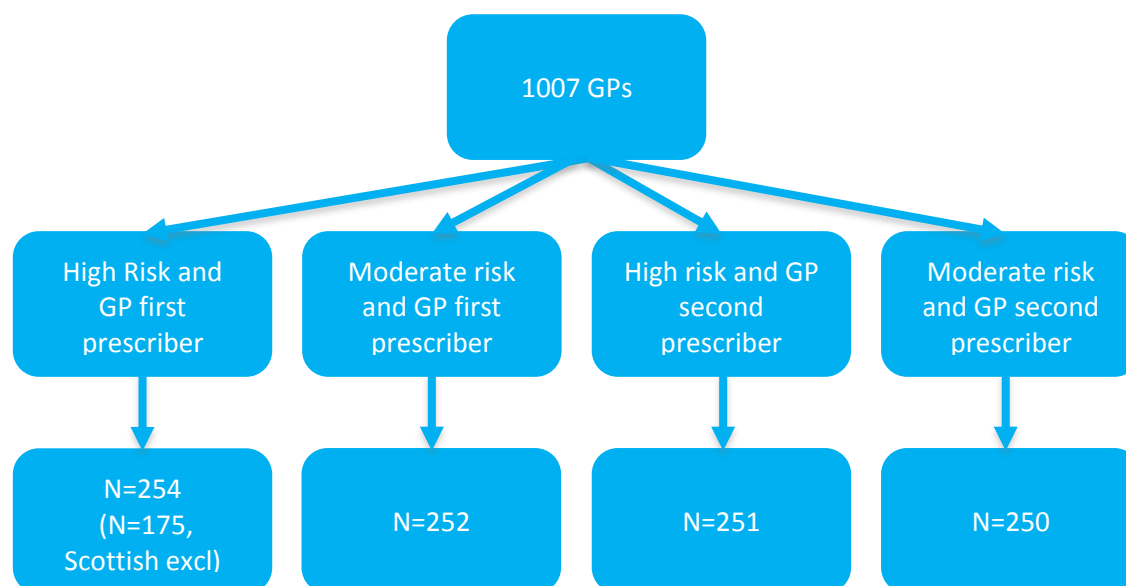 1007 GPs
High Risk and
GP first
prescriber
Moderate risk
and GP first
prescriber
High risk and GP
second
prescriber
Moderate risk
and GP second
prescriber
N=254
(N=175,
Scottish excl)
N=252
N=251
N=250